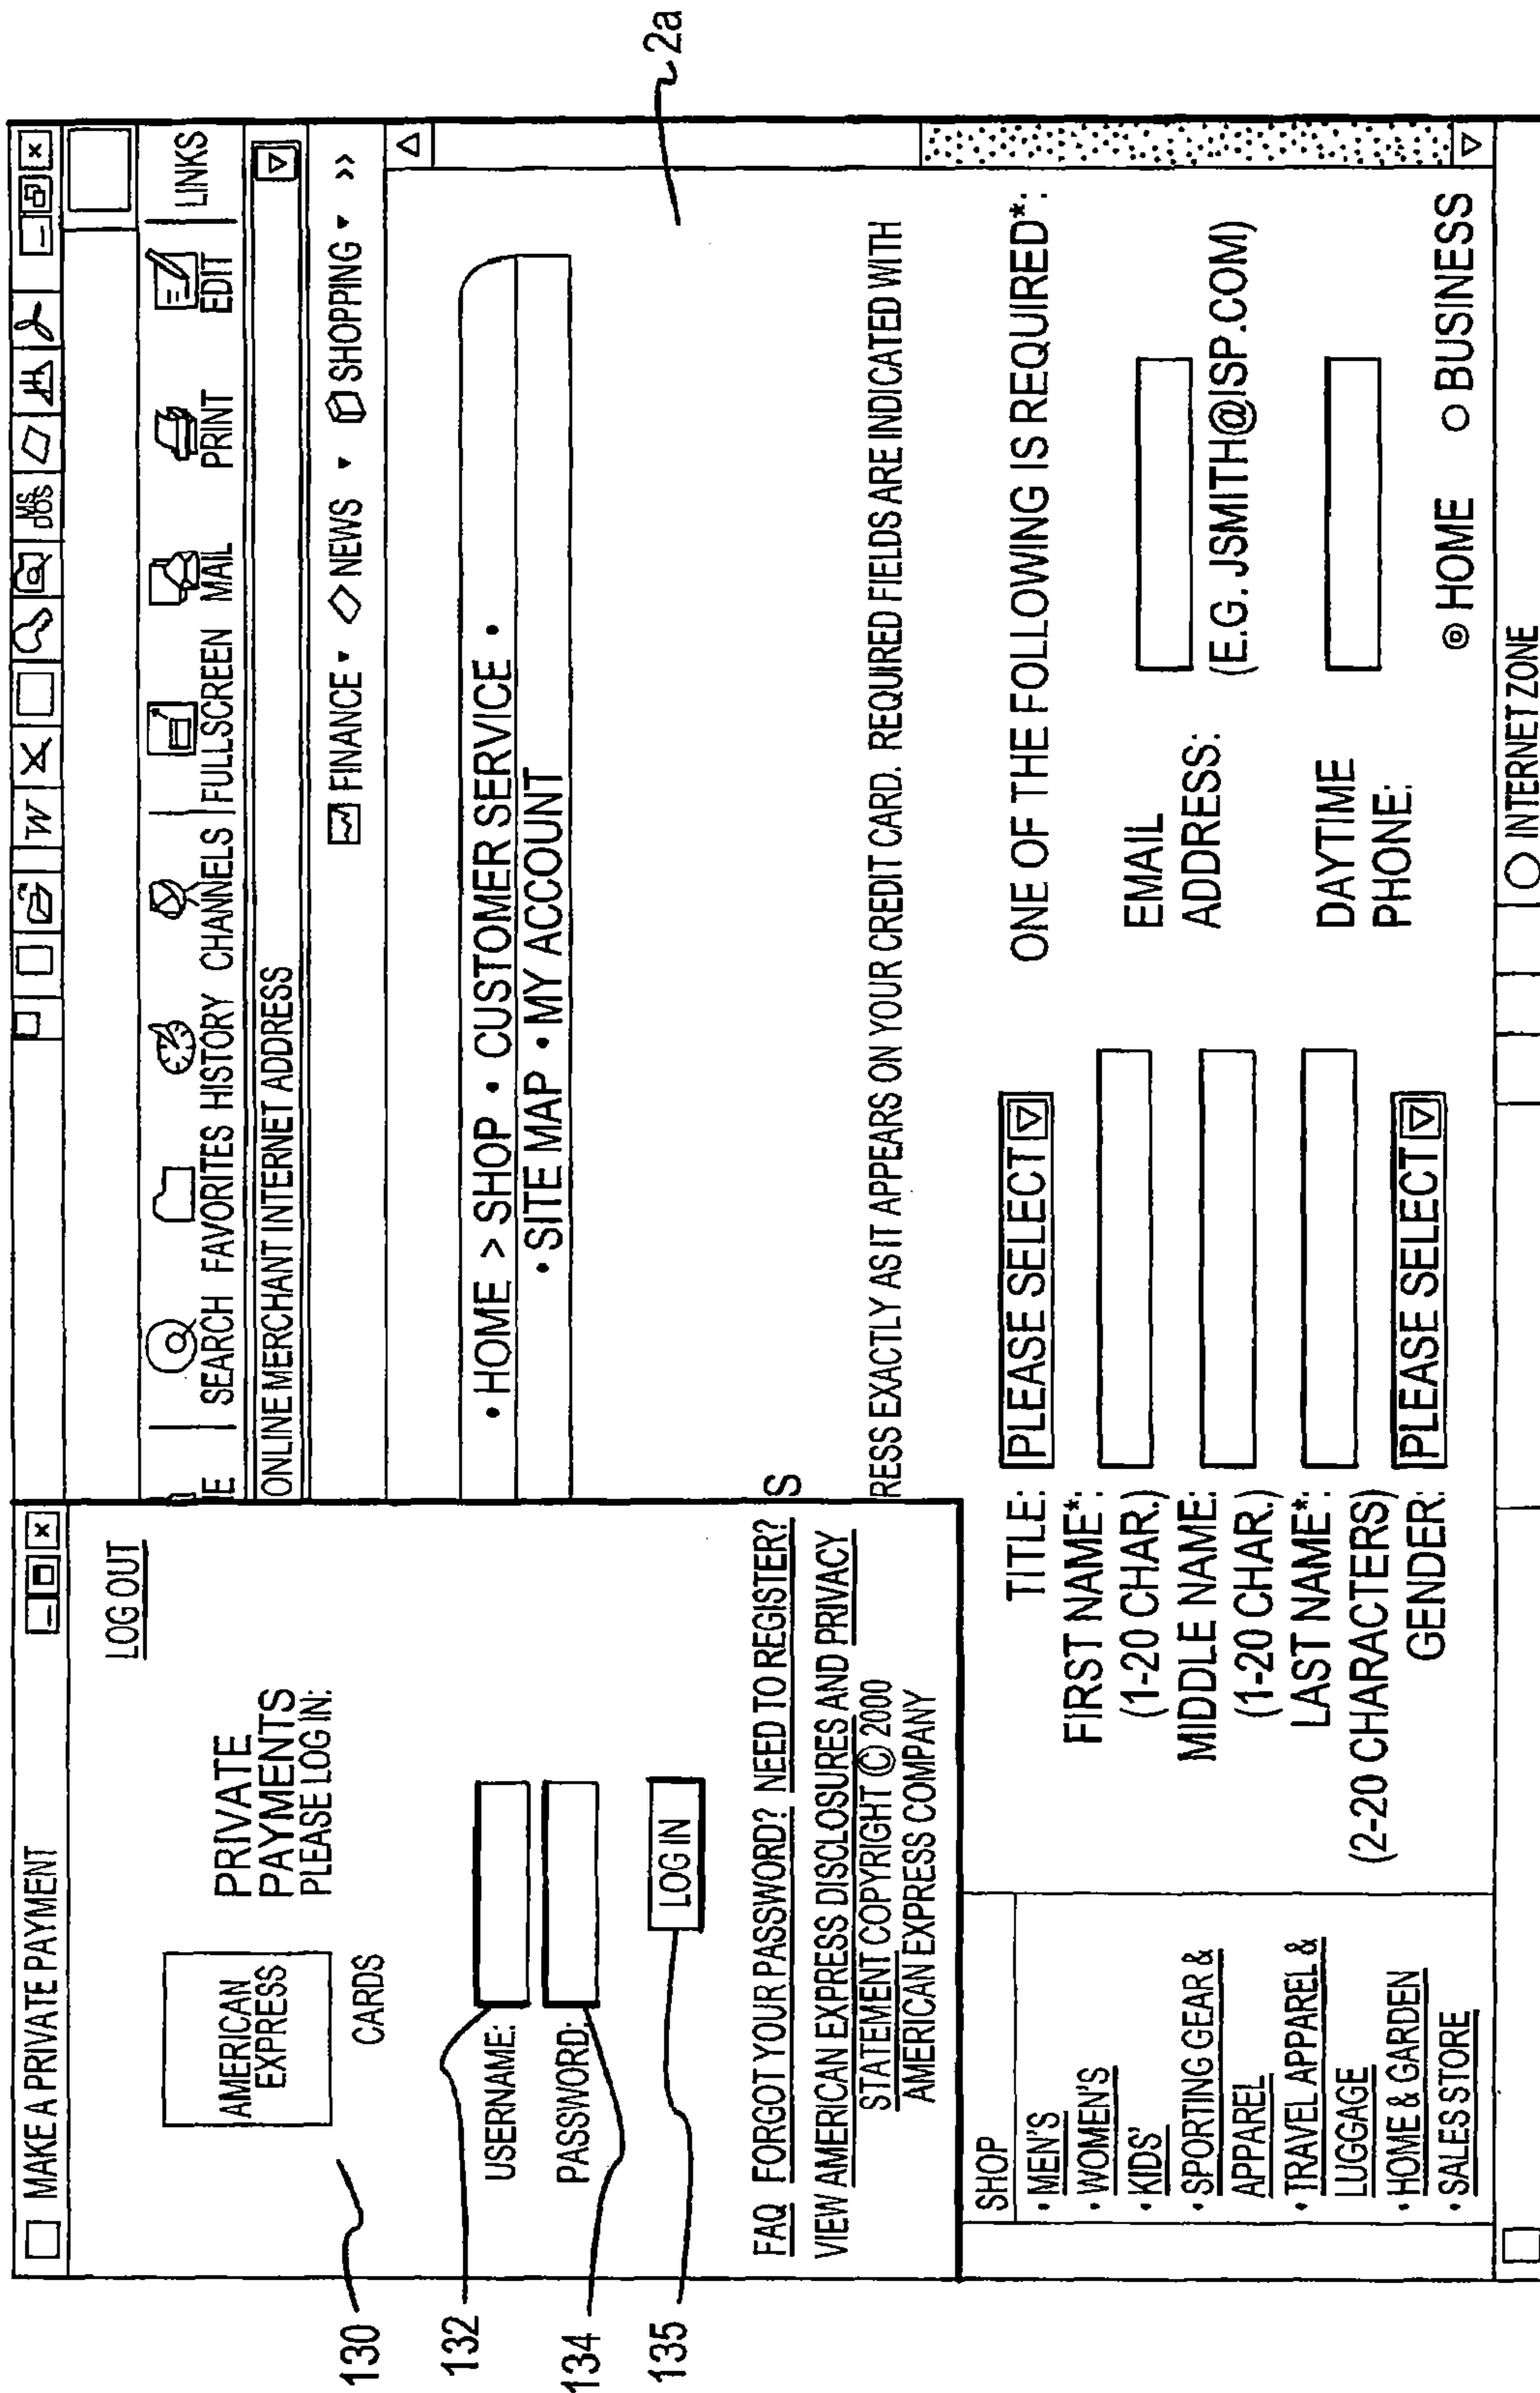 MAKE A PRIVATE PAYMENT
LOG OUT
AMERICAN
EXPRESS
CARDS
PRIVATE
PAYMENTS
PLEASE LOG IN:
USERNAME:
PASSWORD:
LOG IN
FAQ FORGOT YOUR PASSWORD? NEED TO REGISTER?
VIEW AMERICAN EXPRESS DISCLOSURES AND PRIVACY
STATEMENT COPYRIGHT © 2000
AMERICAN EXPRESS COMPANY
130
132
134
135
W
MS
DOS
E
SEARCH FAVORITES HISTORY CHANNELS FULLSCREEN MAIL PRINT EDIT LINKS
ONLINE MERCHANT INTERNET ADDRESS
FINANCE NEWS SHOPPING >>
• HOME > SHOP • CUSTOMER SERVICE •
• SITE MAP • MY ACCOUNT
2a
S
RESS EXACTLY AS IT APPEARS ON YOUR CREDIT CARD. REQUIRED FIELDS ARE INDICATED WITH
SHOP
• MEN'S
• WOMEN'S
• KIDS'
• SPORTING GEAR &
APPAREL
• TRAVEL APPAREL &
LUGGAGE
• HOME & GARDEN
• SALES STORE
TITLE: PLEASE SELECT
FIRST NAME*:
(1-20 CHAR.)
MIDDLE NAME:
(1-20 CHAR.)
LAST NAME*:
(2-20 CHARACTERS)
GENDER: PLEASE SELECT
ONE OF THE FOLLOWING IS REQUIRED*:
EMAIL
ADDRESS:
(E.G. JSMITH@ISP.COM)
DAYTIME
PHONE:
HOME BUSINESS
INTERNET ZONE